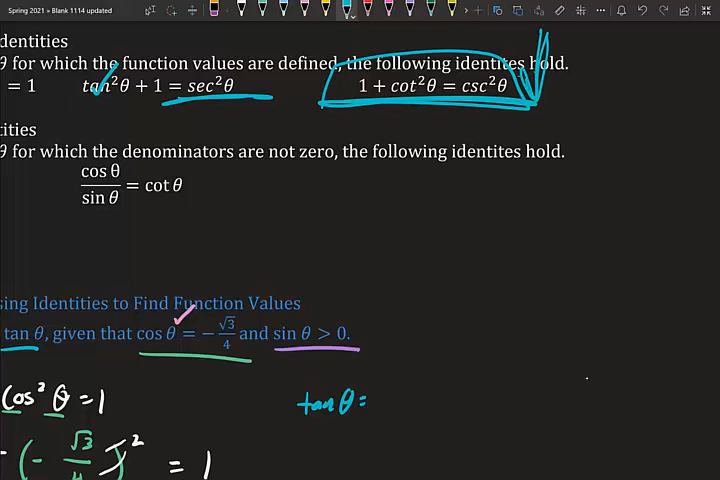 Spring 2021 » Blank 1114 updated
dentities
θ for which the function values are defined, the following identites hold.
= 1 tan²θ + 1 = sec²θ 1 + cot²θ = csc²θ
tities
θ for which the denominators are not zero, the following identites hold.
cos θ / sin θ = cot θ
sing Identities to Find Function Values
tan θ, given that cos θ = −√3/4 and sin θ > 0.
cos² θ = 1
tan θ =
(− √3/4)² = 1